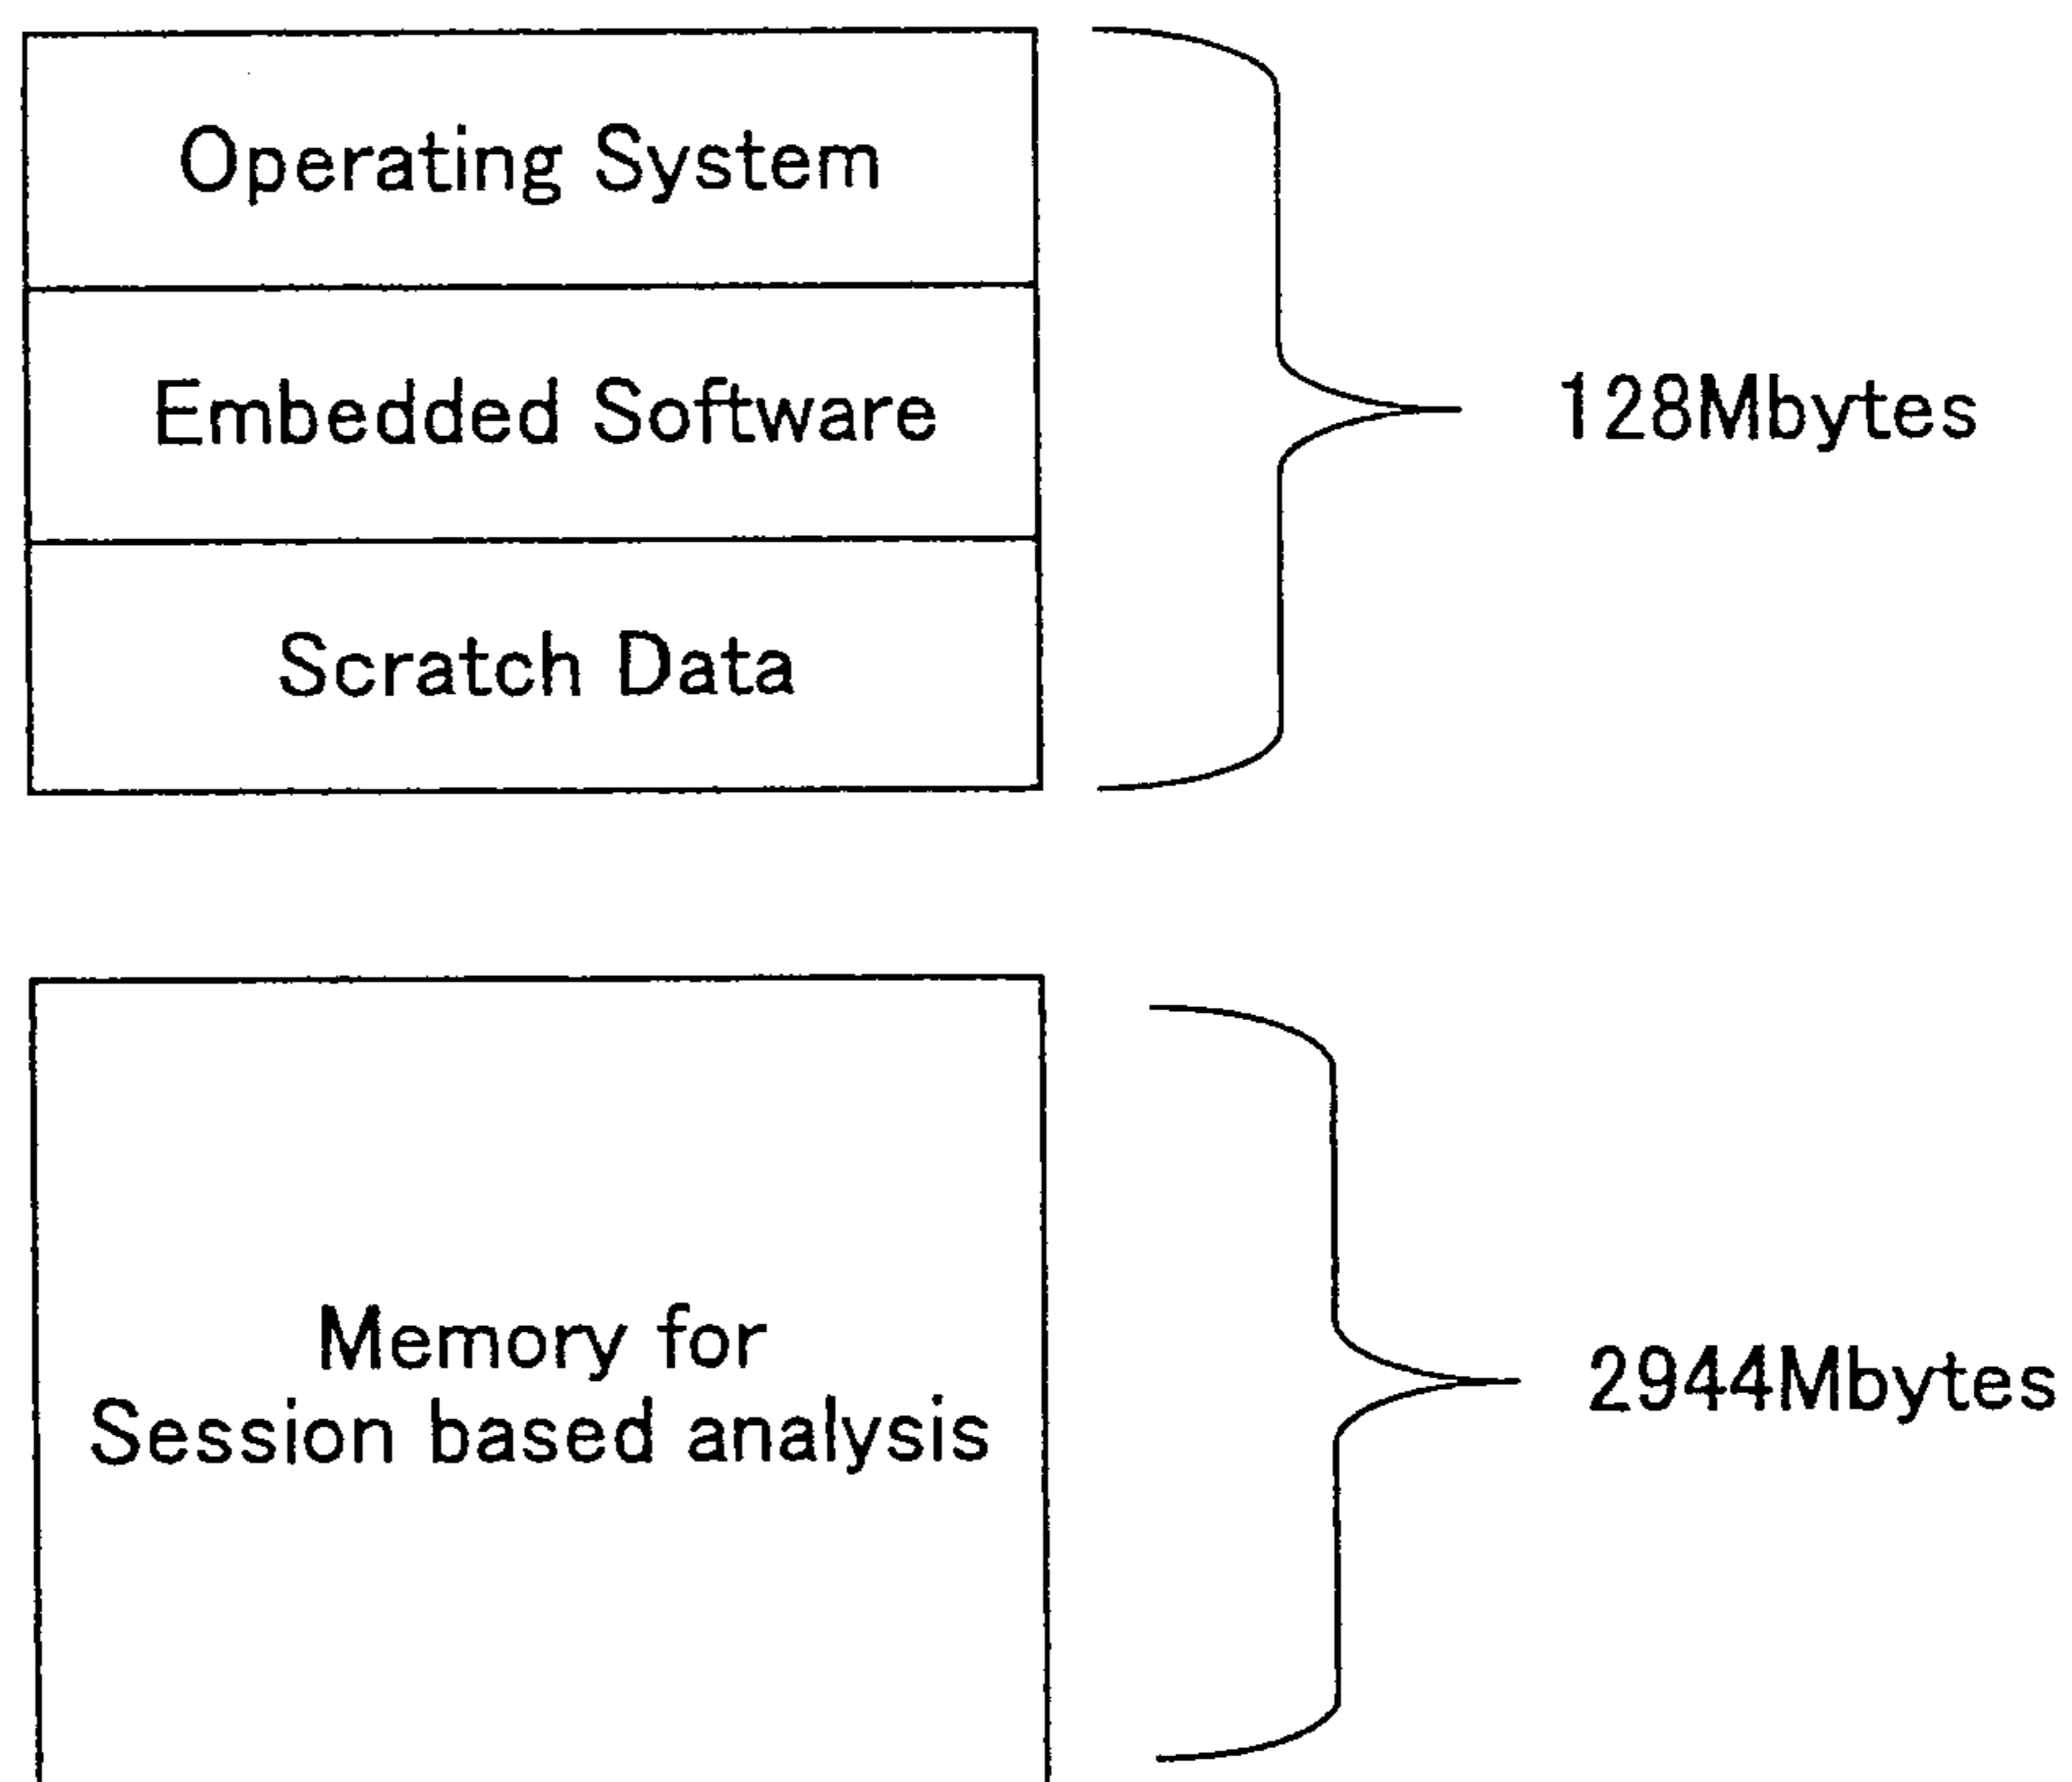 Operating System
Embedded Software
128Mbytes
Scratch Data
Memory for
Session based analysis
2944Mbytes